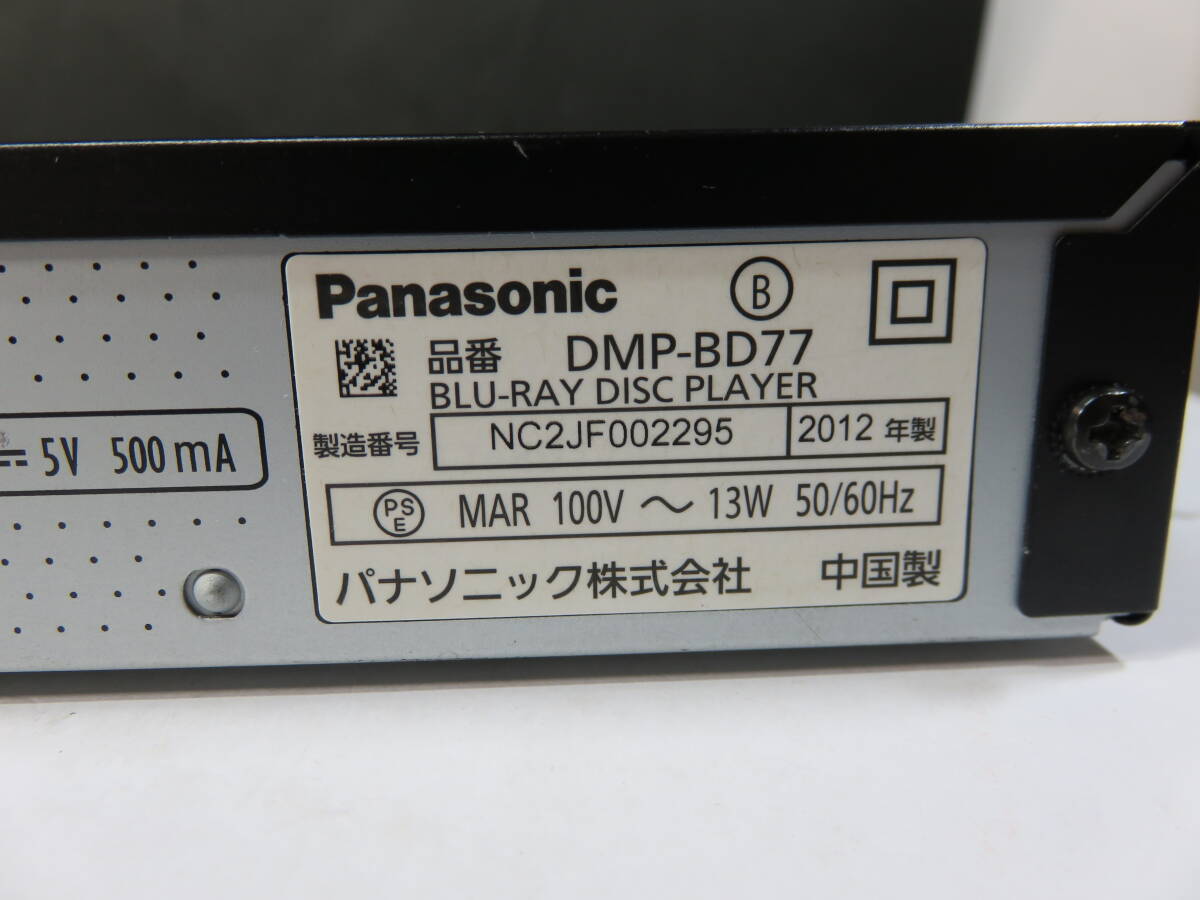 Panasonic B
品番 DMP-BD77
BLU-RAY DISC PLAYER
製造番号 NC2JF002295 2012 年製
PSE MAR 100V ～ 13W 50/60Hz
パナソニック株式会社 中国製
5V 500mA